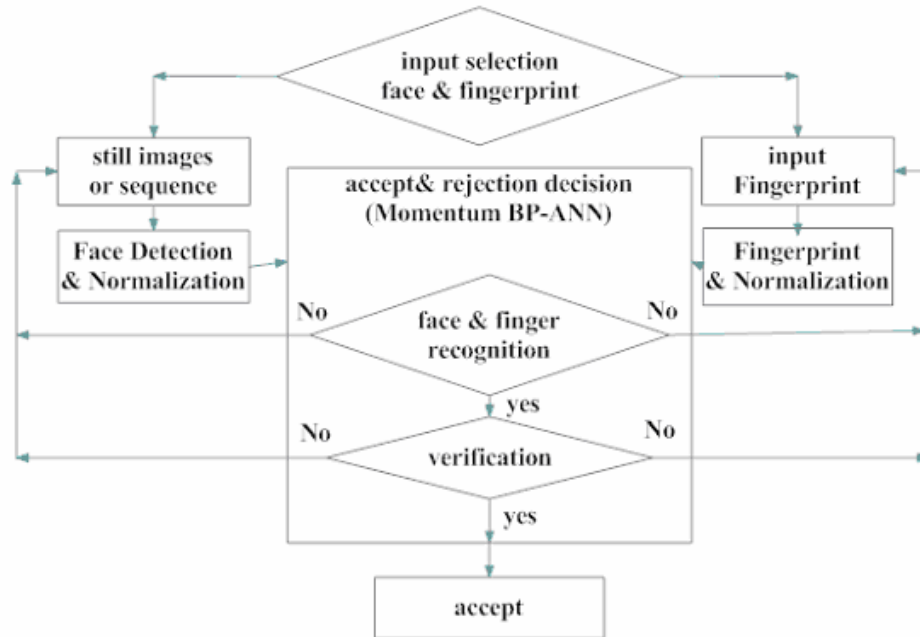 input selection
face & fingerprint
still images
or sequence
input
Fingerprint
accept& rejection decision
(Momentum BP-ANN)
Face Detection
& Normalization
Fingerprint
& Normalization
No
No
face & finger
recognition
yes
No
No
verification
yes
accept